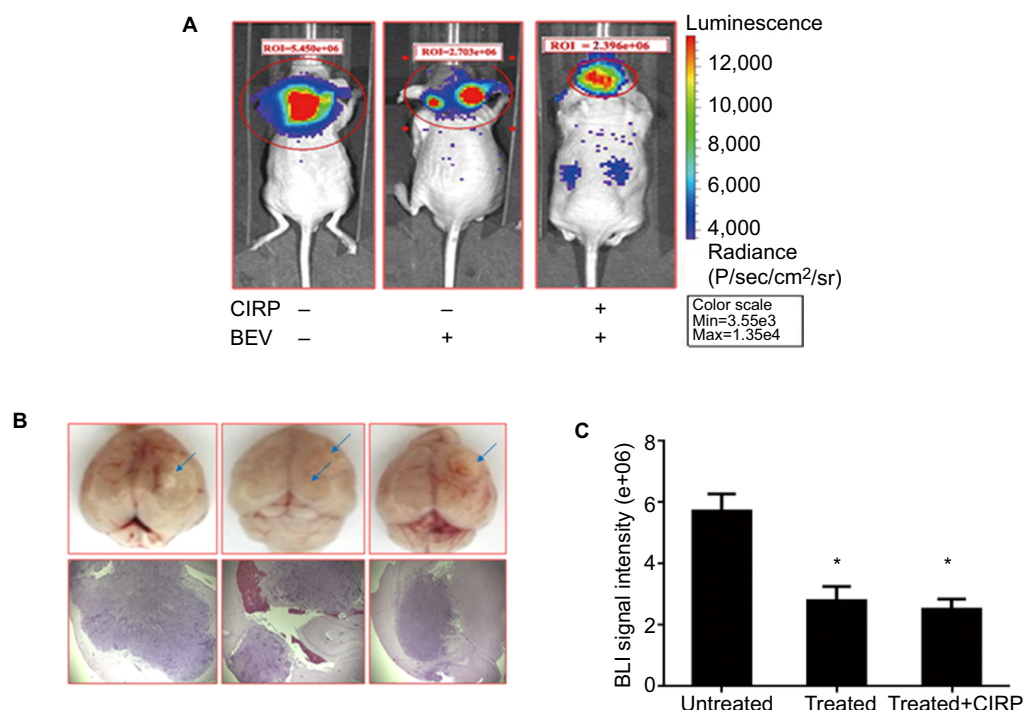 A
ROI=5.450e+06
ROI=2.703e+06
ROI = 2.396e+06
Luminescence
12,000
10,000
8,000
6,000
4,000
Radiance
(P/sec/cm2/sr)
CIRP – – +
BEV – + +
Color scale
Min=3.55e3
Max=1.35e4
B
C
BLI signal intensity (e+06)
8
6
4
2
0
*
*
Untreated Treated Treated+CIRP